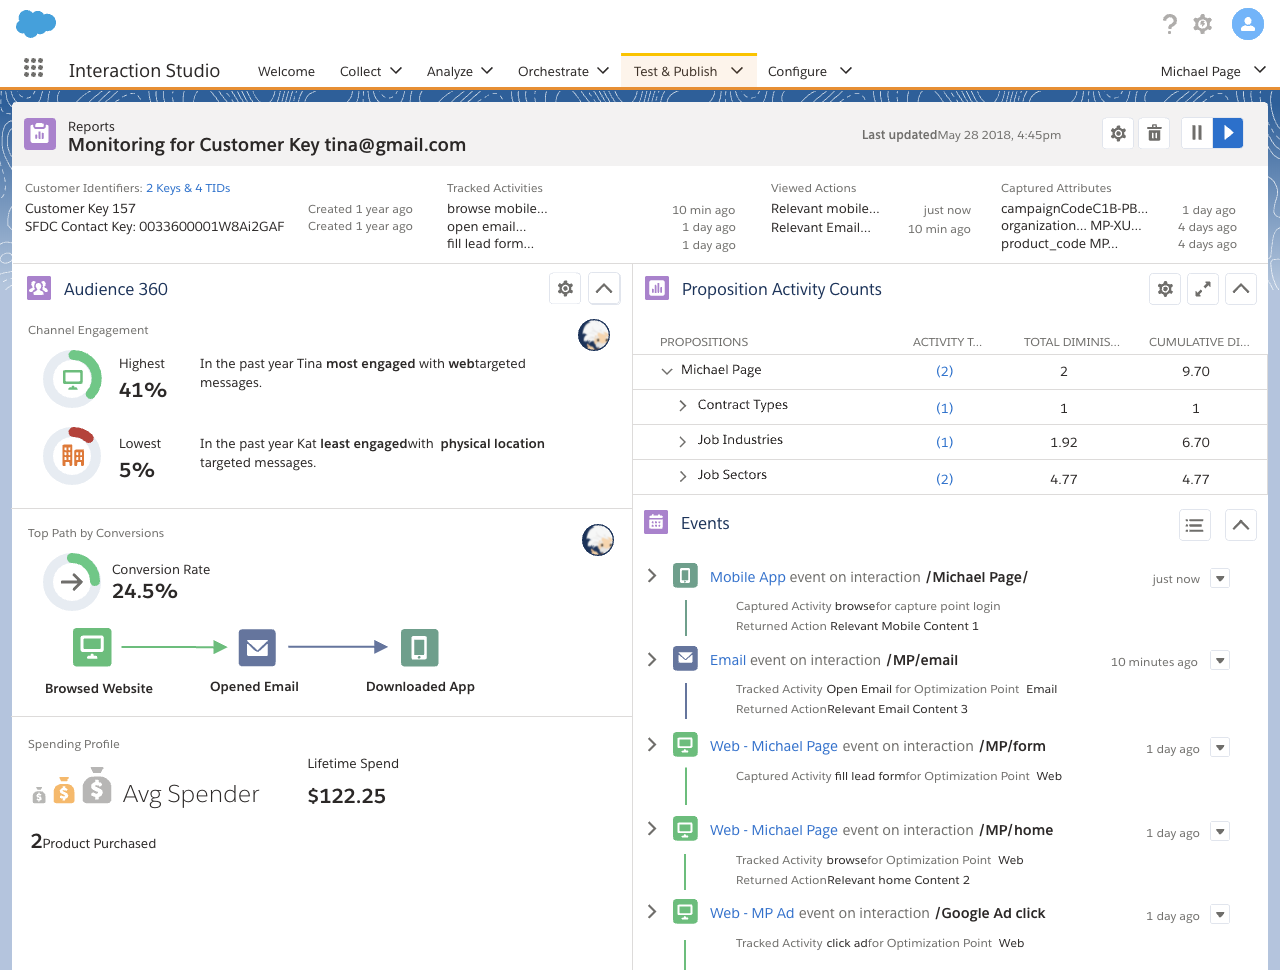 Interaction Studio Welcome Collect Analyze Orchestrate Test & Publish Configure Michael Page
Reports
Monitoring for Customer Key tina@gmail.com
Last updatedMay 28 2018, 4:45pm
Customer Identifiers: 2 Keys & 4 TIDs
Customer Key 157 Created 1 year ago
SFDC Contact Key: 0033600001W8Ai2GAF Created 1 year ago
Tracked Activities
browse mobile... 10 min ago
open email... 1 day ago
fill lead form... 1 day ago
Viewed Actions
Relevant mobile... just now
Relevant Email... 10 min ago
Captured Attributes
campaignCodeC1B-PB... 1 day ago
organization... MP-XU... 4 days ago
product_code MP... 4 days ago
Audience 360
Channel Engagement
Highest
41%
In the past year Tina most engaged with webtargeted
messages.
Lowest
5%
In the past year Kat least engagedwith physical location
targeted messages.
Top Path by Conversions
Conversion Rate
24.5%
Browsed Website Opened Email Downloaded App
Spending Profile
Avg Spender
Lifetime Spend
$122.25
2Product Purchased
Proposition Activity Counts
PROPOSITIONS ACTIVITY T... TOTAL DIMINIS... CUMULATIVE DI...
Michael Page (2) 2 9.70
Contract Types (1) 1 1
Job Industries (1) 1.92 6.70
Job Sectors (2) 4.77 4.77
Events
Mobile App event on interaction /Michael Page/ just now
Captured Activity browsefor capture point login
Returned Action Relevant Mobile Content 1
Email event on interaction /MP/email 10 minutes ago
Tracked Activity Open Email for Optimization Point Email
Returned ActionRelevant Email Content 3
Web - Michael Page event on interaction /MP/form 1 day ago
Captured Activity fill lead formfor Optimization Point Web
Web - Michael Page event on interaction /MP/home 1 day ago
Tracked Activity browsefor Optimization Point Web
Returned ActionRelevant home Content 2
Web - MP Ad event on interaction /Google Ad click 1 day ago
Tracked Activity click adfor Optimization Point Web